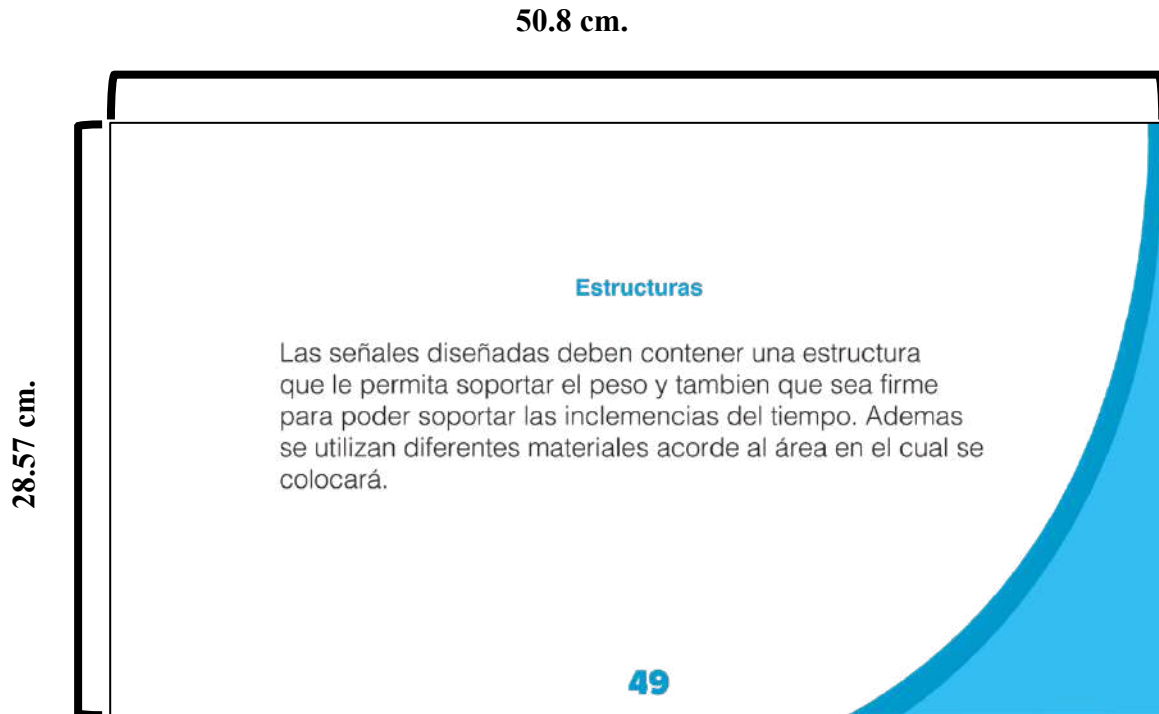 50.8 cm.
28.57 cm.
Estructuras
Las señales diseñadas deben contener una estructura
que le permita soportar el peso y tambien que sea firme
para poder soportar las inclemencias del tiempo. Ademas
se utilizan diferentes materiales acorde al área en el cual se
colocará.
49